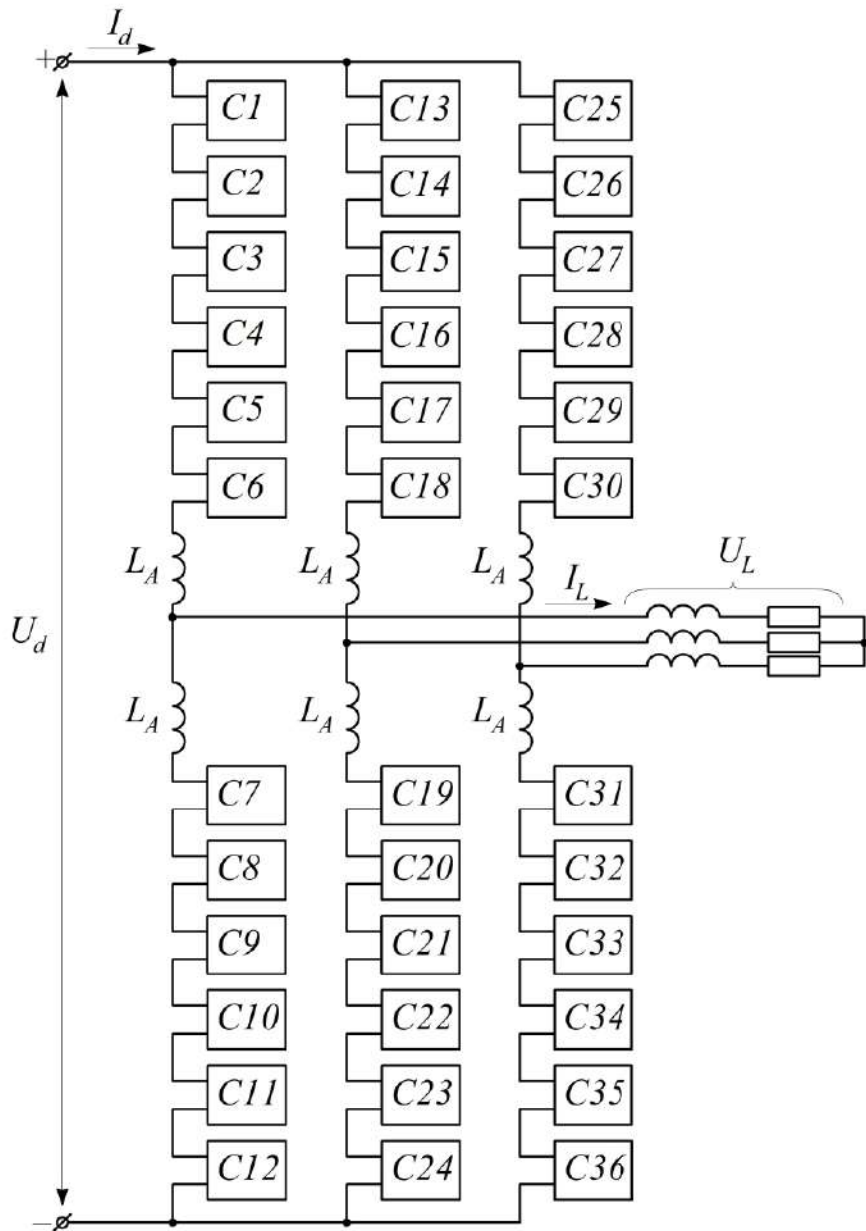 I_d
+
C1 C13 C25
C2 C14 C26
C3 C15 C27
C4 C16 C28
C5 C17 C29
C6 C18 C30
L_A L_A L_A U_L
I_L
U_d
L_A L_A L_A
C7 C19 C31
C8 C20 C32
C9 C21 C33
C10 C22 C34
C11 C23 C35
C12 C24 C36
−